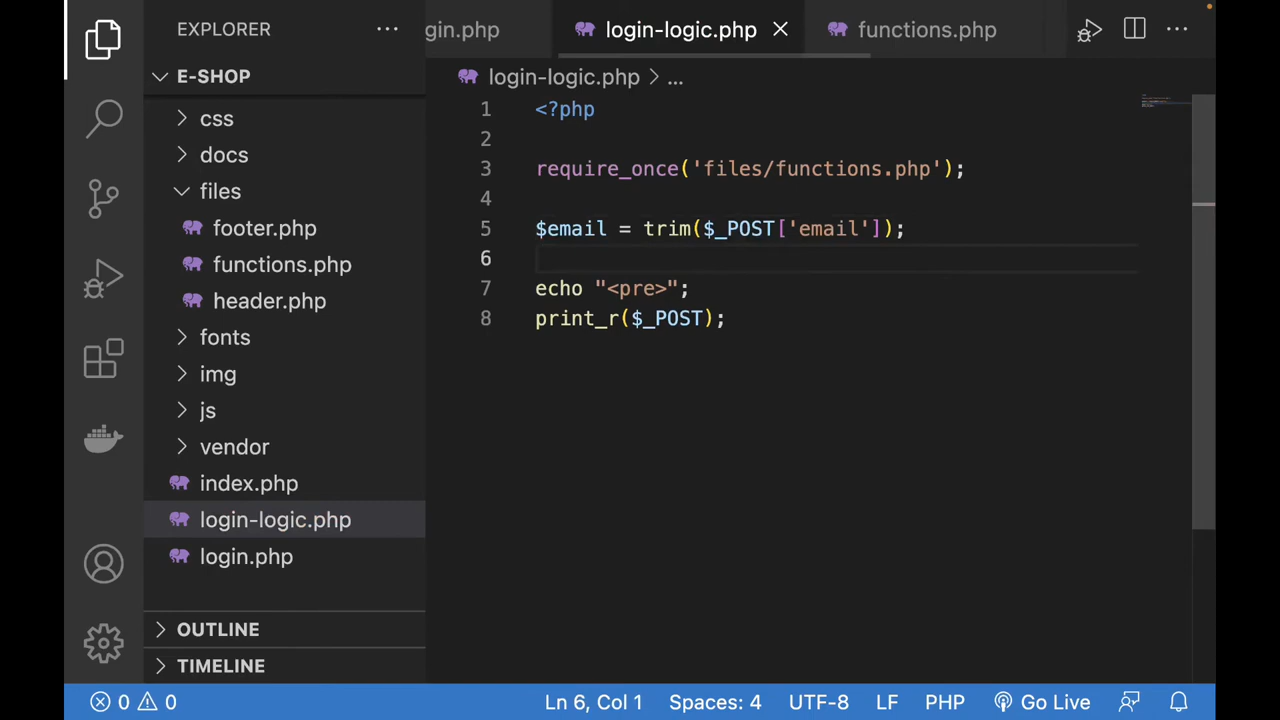 EXPLORER
E-SHOP
css
docs
files
footer.php
functions.php
header.php
fonts
img
js
vendor
index.php
login-logic.php
login.php
OUTLINE
TIMELINE
gin.php login-logic.php functions.php
login-logic.php > ...
1 <?php
2
3 require_once('files/functions.php');
4
5 $email = trim($_POST['email']);
6
7 echo "<pre>";
8 print_r($_POST);
0 0 Ln 6, Col 1 Spaces: 4 UTF-8 LF PHP Go Live